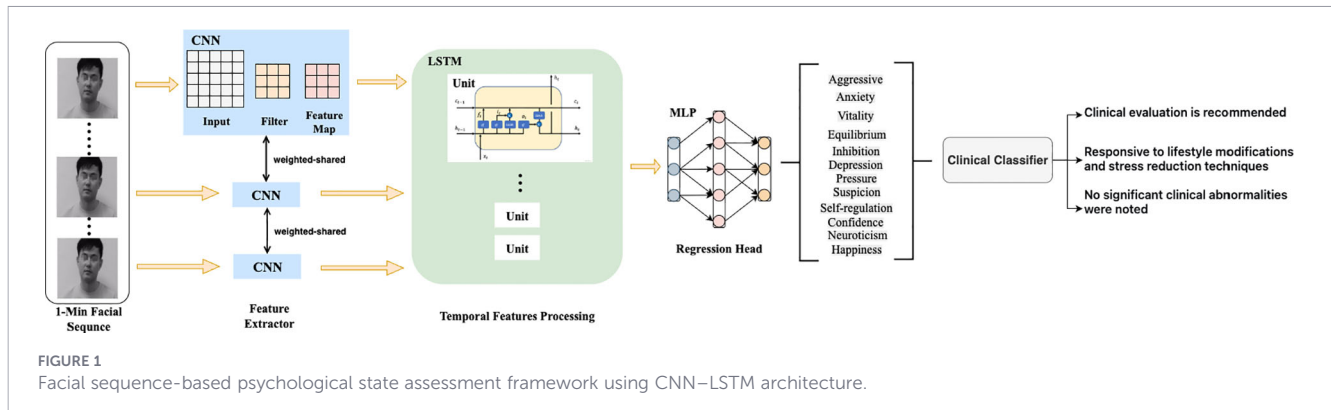 CNN
Input
Filter
Feature
Map
weighted-shared
CNN
weighted-shared
CNN
1-Min Facial
Sequnce
Feature
Extractor
LSTM
Unit
Unit
Unit
Temporal Features Processing
MLP
Regression Head
Aggressive
Anxiety
Vitality
Equilibrium
Inhibition
Depression
Pressure
Suspicion
Self-regulation
Confidence
Neuroticism
Happiness
Clinical Classifier
Clinical evaluation is recommended
Responsive to lifestyle modifications
and stress reduction techniques
No significant clinical abnormalities
were noted
FIGURE 1
Facial sequence-based psychological state assessment framework using CNN–LSTM architecture.